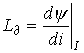 L_∂ = dψ/di |_I